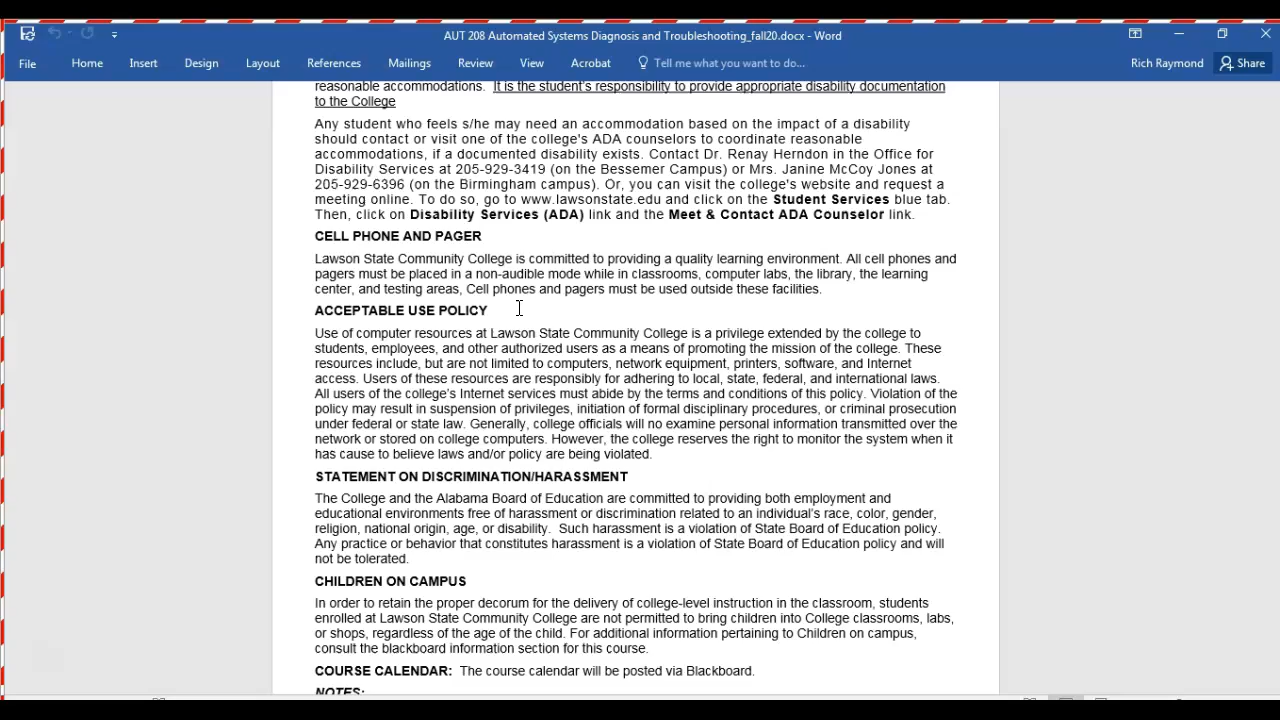 AUT 208 Automated Systems Diagnosis and Troubleshooting_fall20.docx - Word
File Home Insert Design Layout References Mailings Review View Acrobat Tell me what you want to do... Rich Raymond Share
reasonable accommodations. It is the student's responsibility to provide appropriate disability documentation
to the College
Any student who feels s/he may need an accommodation based on the impact of a disability
should contact or visit one of the college's ADA counselors to coordinate reasonable
accommodations, if a documented disability exists. Contact Dr. Renay Herndon in the Office for
Disability Services at 205-929-3419 (on the Bessemer Campus) or Mrs. Janine McCoy Jones at
205-929-6396 (on the Birmingham campus). Or, you can visit the college's website and request a
meeting online. To do so, go to www.lawsonstate.edu and click on the Student Services blue tab.
Then, click on Disability Services (ADA) link and the Meet & Contact ADA Counselor link.
CELL PHONE AND PAGER
Lawson State Community College is committed to providing a quality learning environment. All cell phones and
pagers must be placed in a non-audible mode while in classrooms, computer labs, the library, the learning
center, and testing areas, Cell phones and pagers must be used outside these facilities.
ACCEPTABLE USE POLICY
Use of computer resources at Lawson State Community College is a privilege extended by the college to
students, employees, and other authorized users as a means of promoting the mission of the college. These
resources include, but are not limited to computers, network equipment, printers, software, and Internet
access. Users of these resources are responsibly for adhering to local, state, federal, and international laws.
All users of the college's Internet services must abide by the terms and conditions of this policy. Violation of the
policy may result in suspension of privileges, initiation of formal disciplinary procedures, or criminal prosecution
under federal or state law. Generally, college officials will no examine personal information transmitted over the
network or stored on college computers. However, the college reserves the right to monitor the system when it
has cause to believe laws and/or policy are being violated.
STATEMENT ON DISCRIMINATION/HARASSMENT
The College and the Alabama Board of Education are committed to providing both employment and
educational environments free of harassment or discrimination related to an individual's race, color, gender,
religion, national origin, age, or disability. Such harassment is a violation of State Board of Education policy.
Any practice or behavior that constitutes harassment is a violation of State Board of Education policy and will
not be tolerated.
CHILDREN ON CAMPUS
In order to retain the proper decorum for the delivery of college-level instruction in the classroom, students
enrolled at Lawson State Community College are not permitted to bring children into College classrooms, labs,
or shops, regardless of the age of the child. For additional information pertaining to Children on campus,
consult the blackboard information section for this course.
COURSE CALENDAR: The course calendar will be posted via Blackboard.
NOTES: